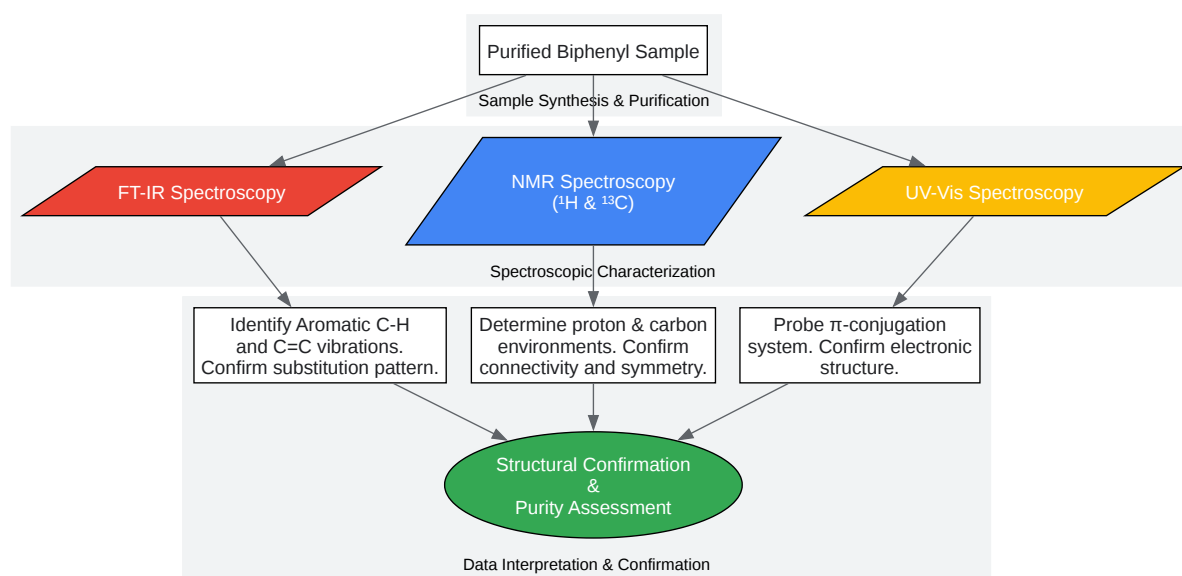 Purified Biphenyl Sample
Sample Synthesis & Purification
FT-IR Spectroscopy
NMR Spectroscopy
(¹H & ¹³C)
UV-Vis Spectroscopy
Spectroscopic Characterization
Identify Aromatic C-H
and C=C vibrations.
Confirm substitution pattern.
Determine proton & carbon
environments. Confirm
connectivity and symmetry.
Probe π-conjugation
system. Confirm electronic
structure.
Structural Confirmation
&
Purity Assessment
Data Interpretation & Confirmation